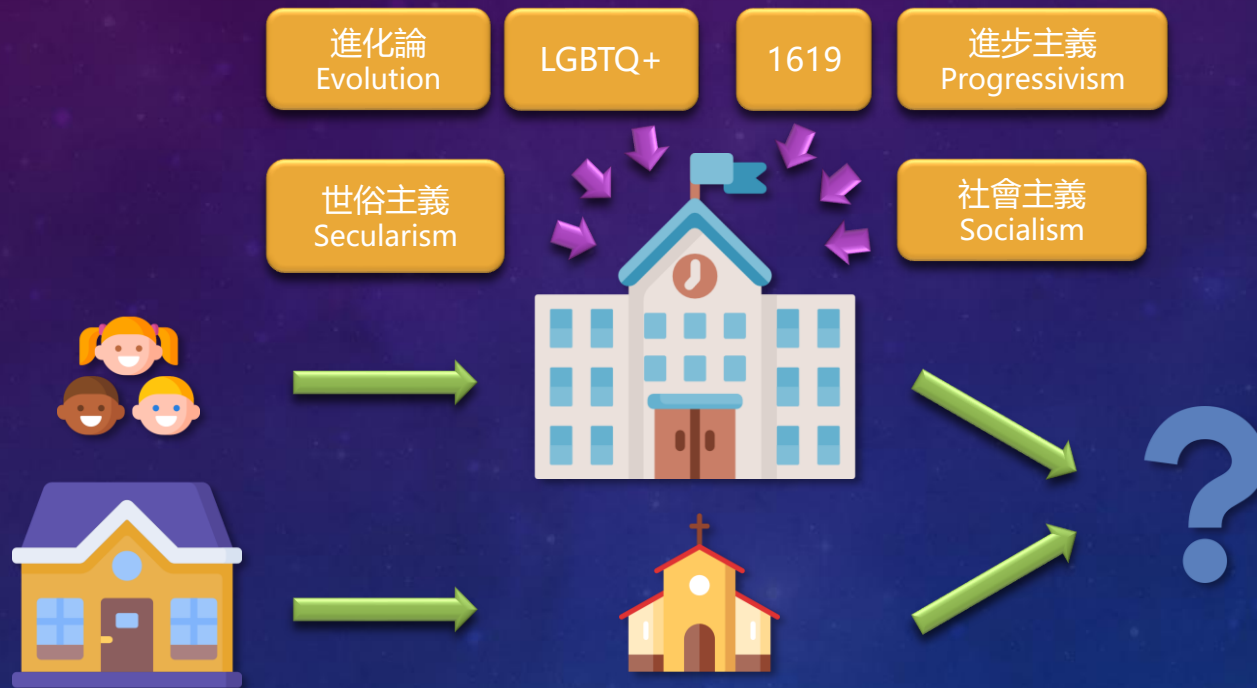 進化論
Evolution
LGBTQ+
1619
進步主義
Progressivism
世俗主義
Secularism
社會主義
Socialism
?